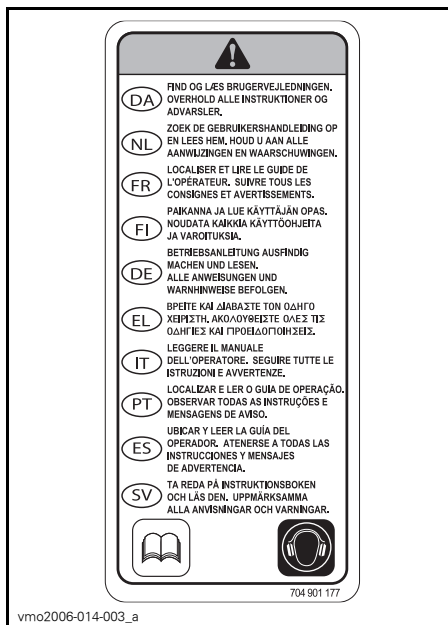 DA
FIND OG LÆS BRUGERVEJLEDNINGEN.
OVERHOLD ALLE INSTRUKTIONER OG
ADVARSLER.
NL
ZOEK DE GEBRUIKERSHANDLEIDING OP
EN LEES HEM. HOUD U AAN ALLE
AANWIJZINGEN EN WAARSCHUWINGEN.
FR
LOCALISER ET LIRE LE GUIDE DE
L'OPÉRATEUR. SUIVRE TOUS LES
CONSIGNES ET AVERTISSEMENTS.
FI
PAIKANNA JA LUE KÄYTTÄJÄN OPAS.
NOUDATA KAIKKIA KÄYTTÖOHJEITA
JA VAROITUKSIA.
DE
BETRIEBSANLEITUNG AUSFINDIG
MACHEN UND LESEN.
ALLE ANWEISUNGEN UND
WARNHINWEISE BEFOLGEN.
EL
ΒΡΕΙΤΕ ΚΑΙ ΔΙΑΒΑΣΤΕ ΤΟΝ ΟΔΗΓΟ
ΧΕΙΡΙΣΤΗ. ΑΚΟΛΟΥΘΕΙΣΤΕ ΟΛΕΣ ΤΙΣ
ΟΔΗΓΙΕΣ ΚΑΙ ΠΡΟΕΙΔΟΠΟΙΗΣΕΙΣ.
IT
LEGGERE IL MANUALE
DELL'OPERATORE. SEGUIRE TUTTE LE
ISTRUZIONI E AVVERTENZE.
PT
LOCALIZAR E LER O GUIA DE OPERAÇÃO.
OBSERVAR TODAS AS INSTRUÇÕES E
MENSAGENS DE AVISO.
ES
UBICAR Y LEER LA GUÍA DEL
OPERADOR. ATENERSE A TODAS LAS
INSTRUCCIONES Y MENSAJES
DE ADVERTENCIA.
SV
TA REDA PÅ INSTRUKTIONSBOKEN
OCH LÄS DEN. UPPMÄRKSAMMA
ALLA ANVISNINGAR OCH VARNINGAR.
704 901 177
vmo2006-014-003_a